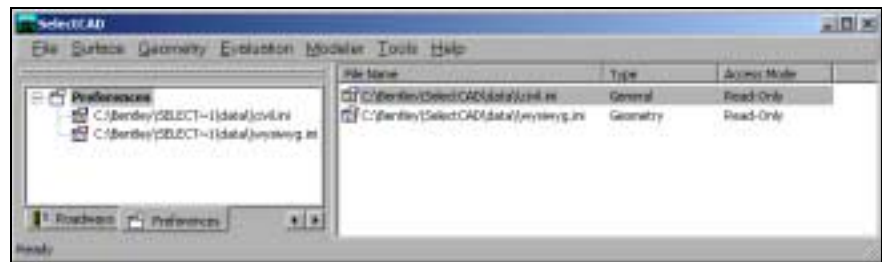 SelectCAD
File Surface Geometry Evaluation Modeler Tools Help
File Name Type Access Mode
Preferences
C:\Bentley\SELECT~1\data\civil.ini
C:\Bentley\SELECT~1\data\wysiwyg.ini
C:\Bentley\SelectCAD\data\civil.ini General Read-Only
C:\Bentley\SelectCAD\data\wysiwyg.ini Geometry Read-Only
Roadways Preferences
Ready